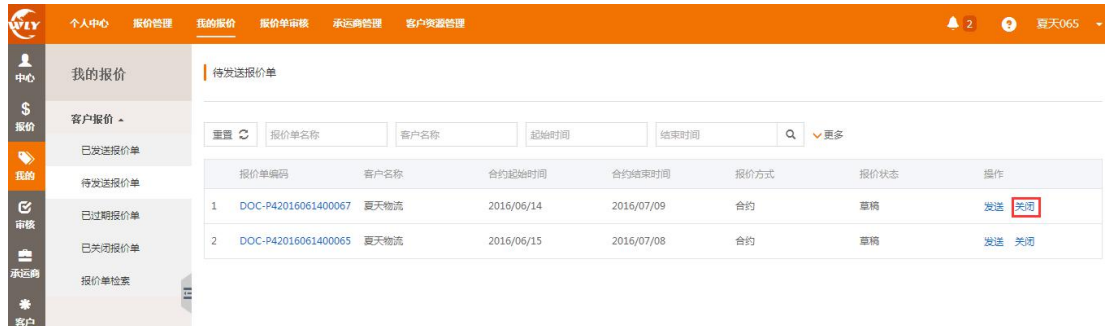 WLY 个人中心 报价管理 我的报价 报价单审核 承运商管理 客户资源管理 2 ? 夏天065
中心
报价
我的
审核
承运商
客户
我的报价
客户报价
已发送报价单
待发送报价单
已过期报价单
已关闭报价单
报价单检索
待发送报价单
重置 报价单名称 客户名称 起始时间 结束时间 更多
报价单编码 客户名称 合约起始时间 合约结束时间 报价方式 报价状态 操作
1 DOC-P42016061400067 夏天物流 2016/06/14 2016/07/09 合约 草稿 发送 关闭
2 DOC-P42016061400065 夏天物流 2016/06/15 2016/07/08 合约 草稿 发送 关闭